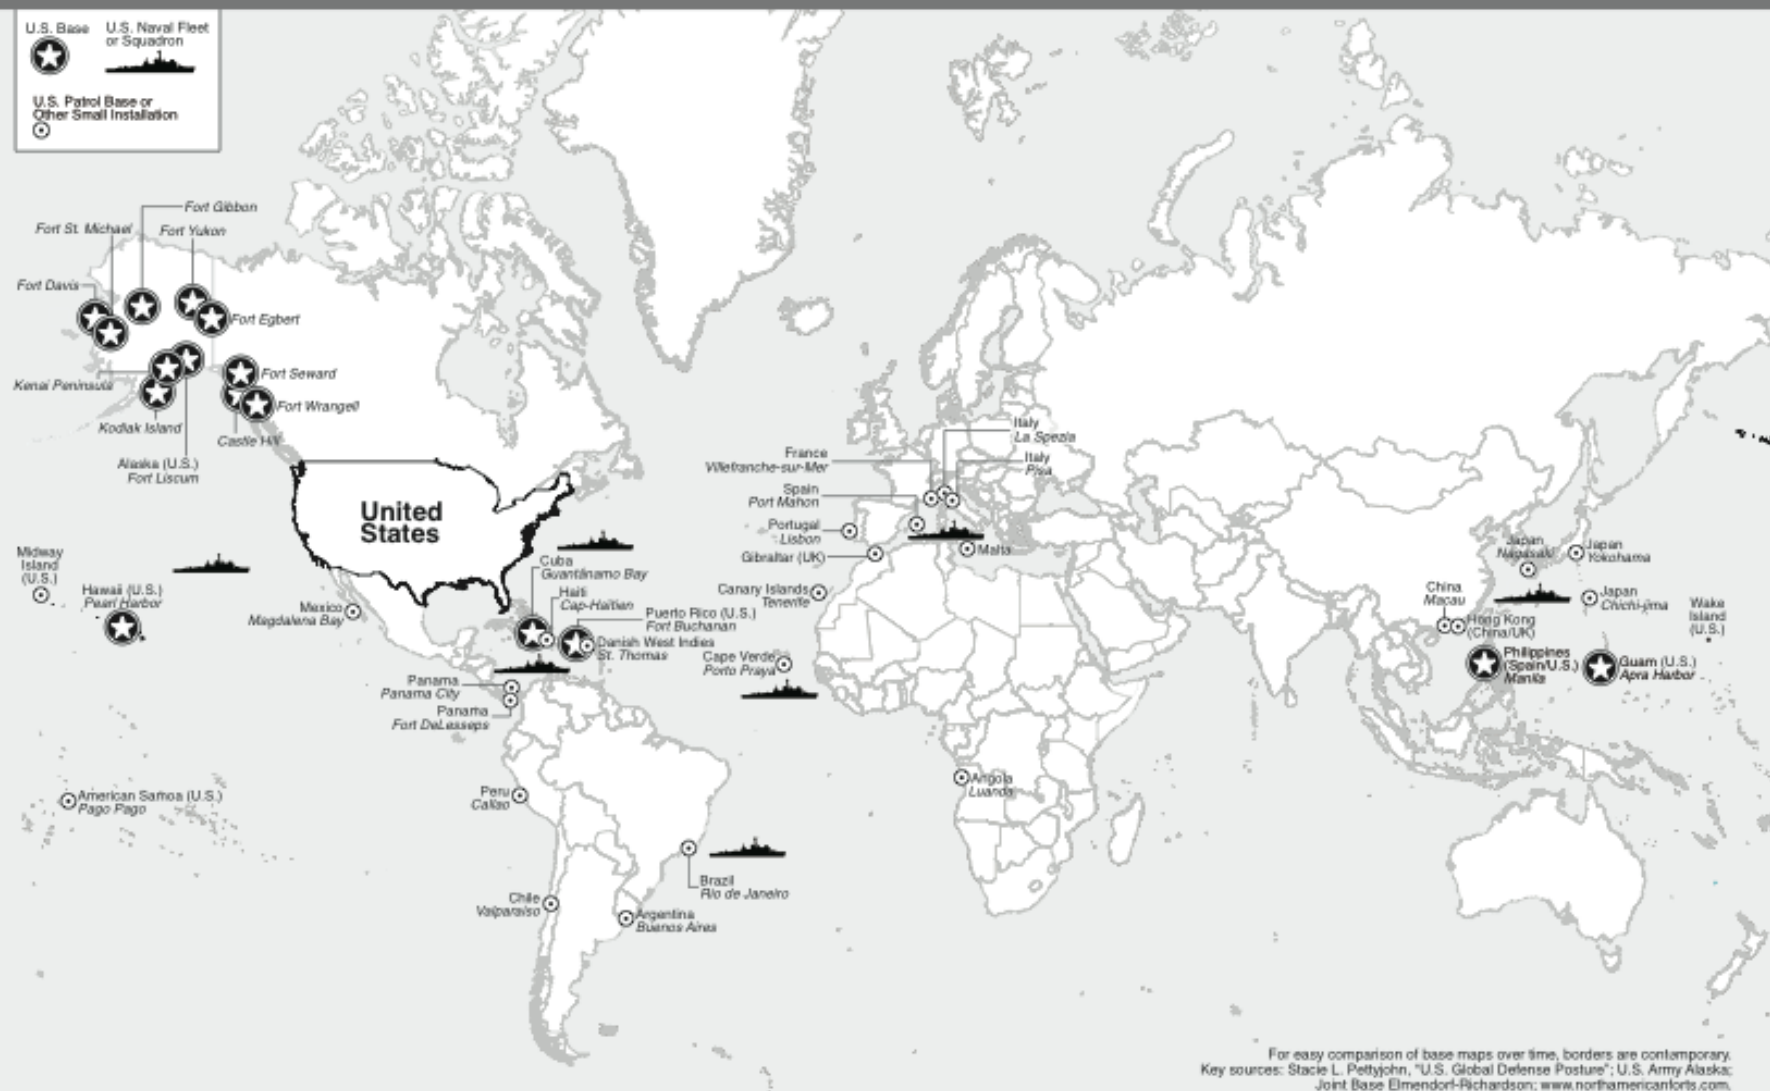 U.S. Base
U.S. Naval Fleet
or Squadron
U.S. Patrol Base or
Other Small Installation
Fort Gibbon
Fort St. Michael
Fort Yukon
Fort Davis
Fort Egbert
Kenai Peninsula
Fort Seward
Fort Wrangell
Kodiak Island
Castle Hill
Alaska (U.S.)
Fort Liscum
United
States
Midway
Island
(U.S.)
Hawaii (U.S.)
Pearl Harbor
Mexico
Magdalena Bay
Cuba
Guantánamo Bay
Haiti
Cap-Haïtien
Puerto Rico (U.S.)
Fort Buchanan
Danish West Indies
St. Thomas
Panama
Panama City
Panama
Fort DeLesseps
American Samoa (U.S.)
Pago Pago
Peru
Callao
Brazil
Rio de Janeiro
Chile
Valparaíso
Argentina
Buenos Aires
Italy
La Spezia
France
Villefranche-sur-Mer
Italy
Pisa
Spain
Port Mahon
Portugal
Lisbon
Gibraltar (UK)
Malta
Canary Islands
Tenerife
Cape Verde
Porto Praya
Angola
Luanda
Japan
Nagasaki
Japan
Yokohama
China
Macau
Japan
Chichi-jima
Wake
Island
(U.S.)
Hong Kong
(China/UK)
Philippines
(Spain/U.S.)
Manila
Guam (U.S.)
Apra Harbor
For easy comparison of base maps over time, borders are contemporary.
Key sources: Stacie L. Pettyjohn, "U.S. Global Defense Posture"; U.S. Army Alaska;
Joint Base Elmendorf-Richardson; www.northamericanforts.com.